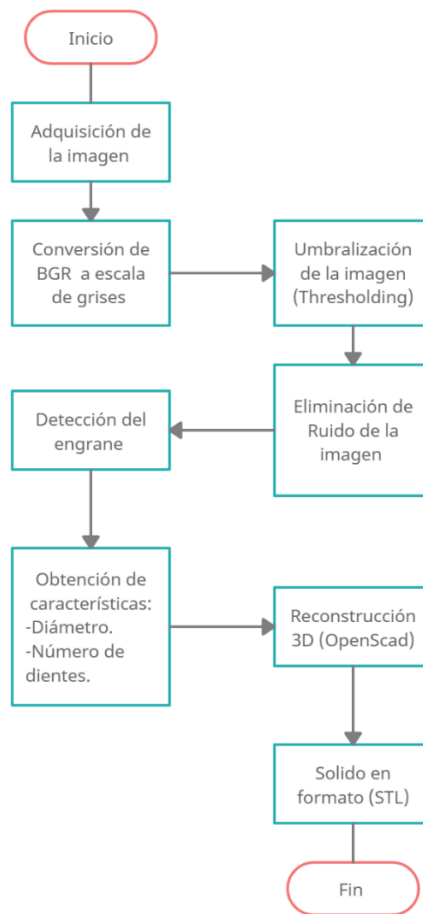 Inicio
Adquisición de
la imagen
Conversión de
BGR a escala
de grises
Umbralización
de la imagen
(Thresholding)
Eliminación de
Ruido de la
imagen
Detección del
engrane
Obtención de
características:
-Diámetro.
-Número de
dientes.
Reconstrucción
3D (OpenScad)
Solido en
formato (STL)
Fin